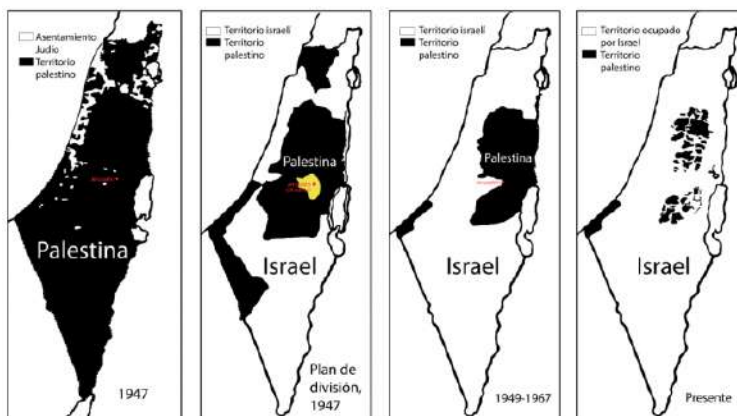 Asentamiento
Judío
Territorio
palestino
Palestina
1947
Territorio israelí
Territorio
palestino
Palestina
Israel
Plan de
división,
1947
Territorio israelí
Territorio
palestino
Palestina
Israel
1949-1967
Territorio ocupado
por Israel
Territorio
palestino
Israel
Presente